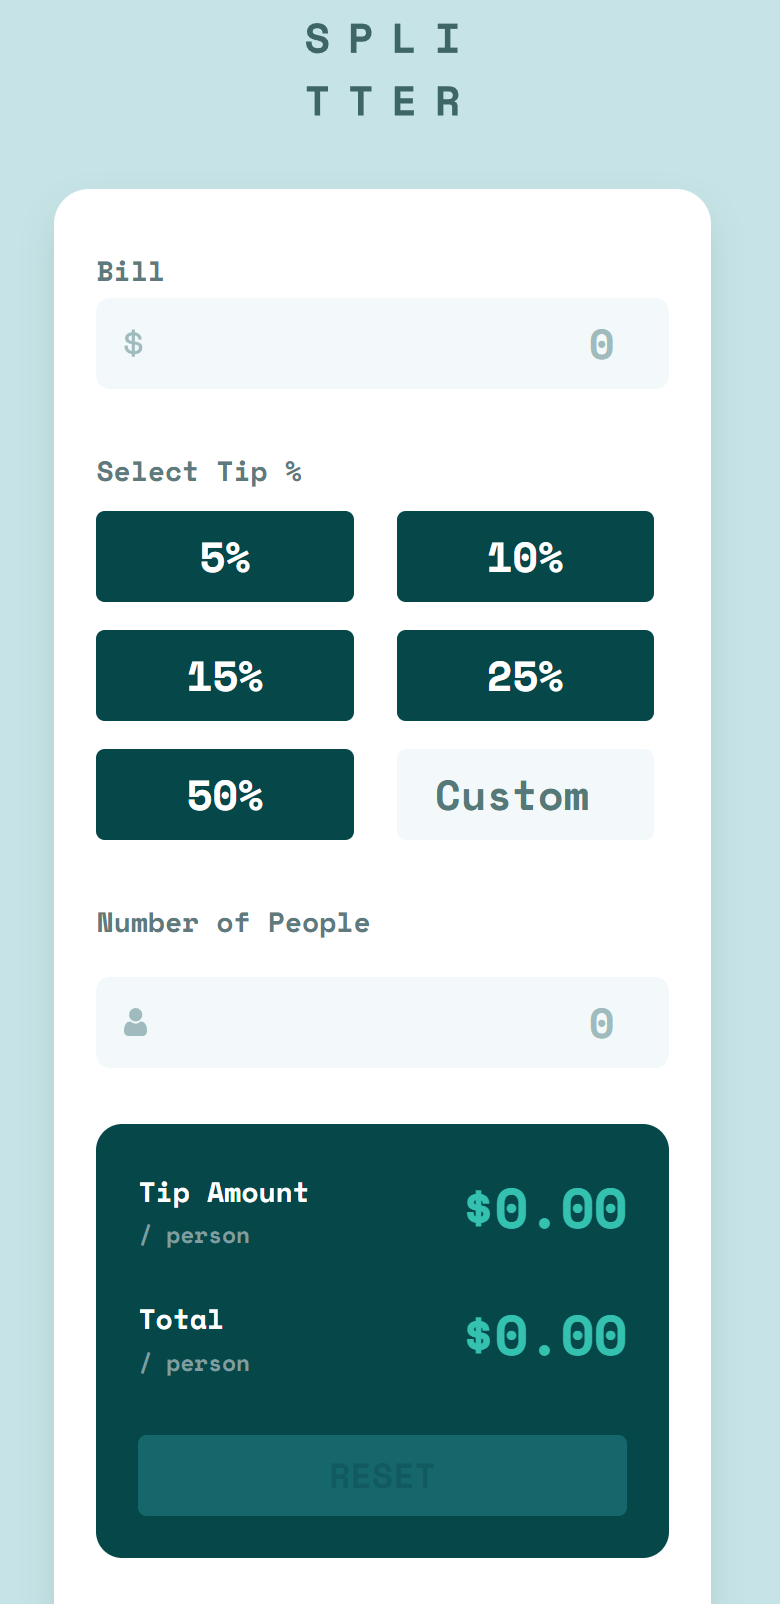 SPLI
TTER
Bill
$ 0
Select Tip %
5% 10%
15% 25%
50% Custom
Number of People
0
Tip Amount
$0.00
/ person
Total
$0.00
/ person
RESET